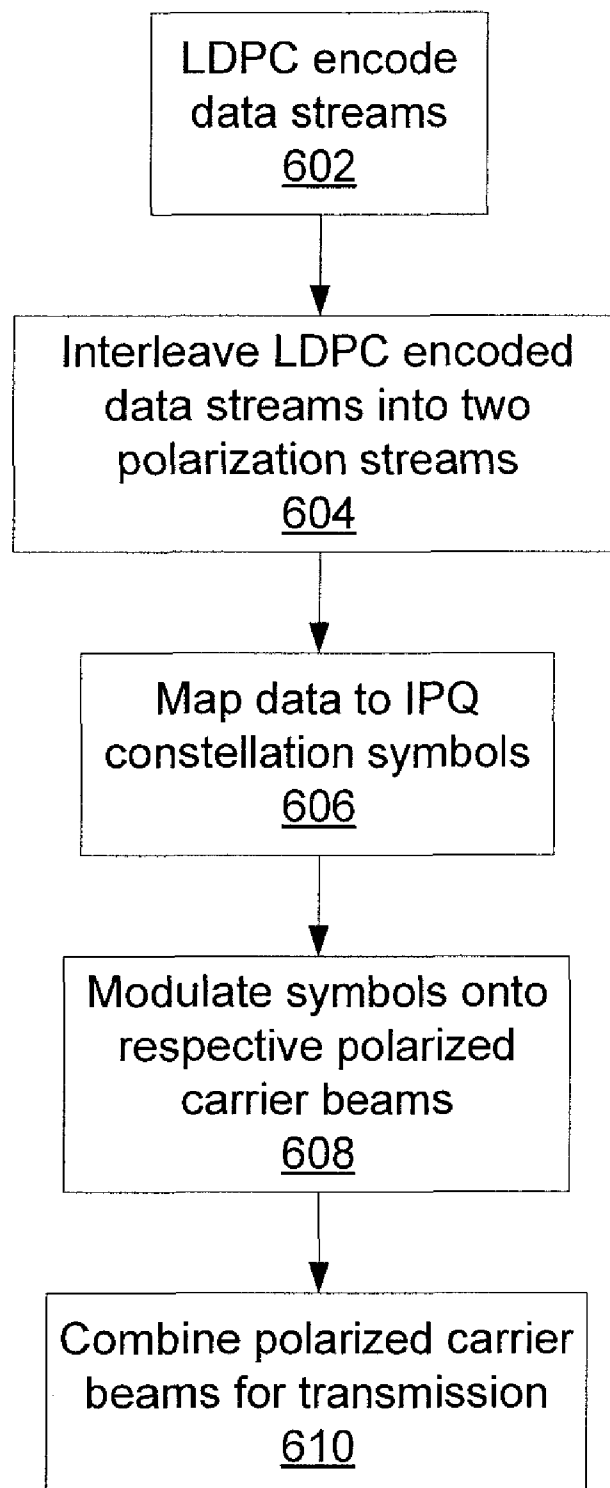 LDPC encode
data streams
602
Interleave LDPC encoded
data streams into two
polarization streams
604
Map data to IPQ
constellation symbols
606
Modulate symbols onto
respective polarized
carrier beams
608
Combine polarized carrier
beams for transmission
610